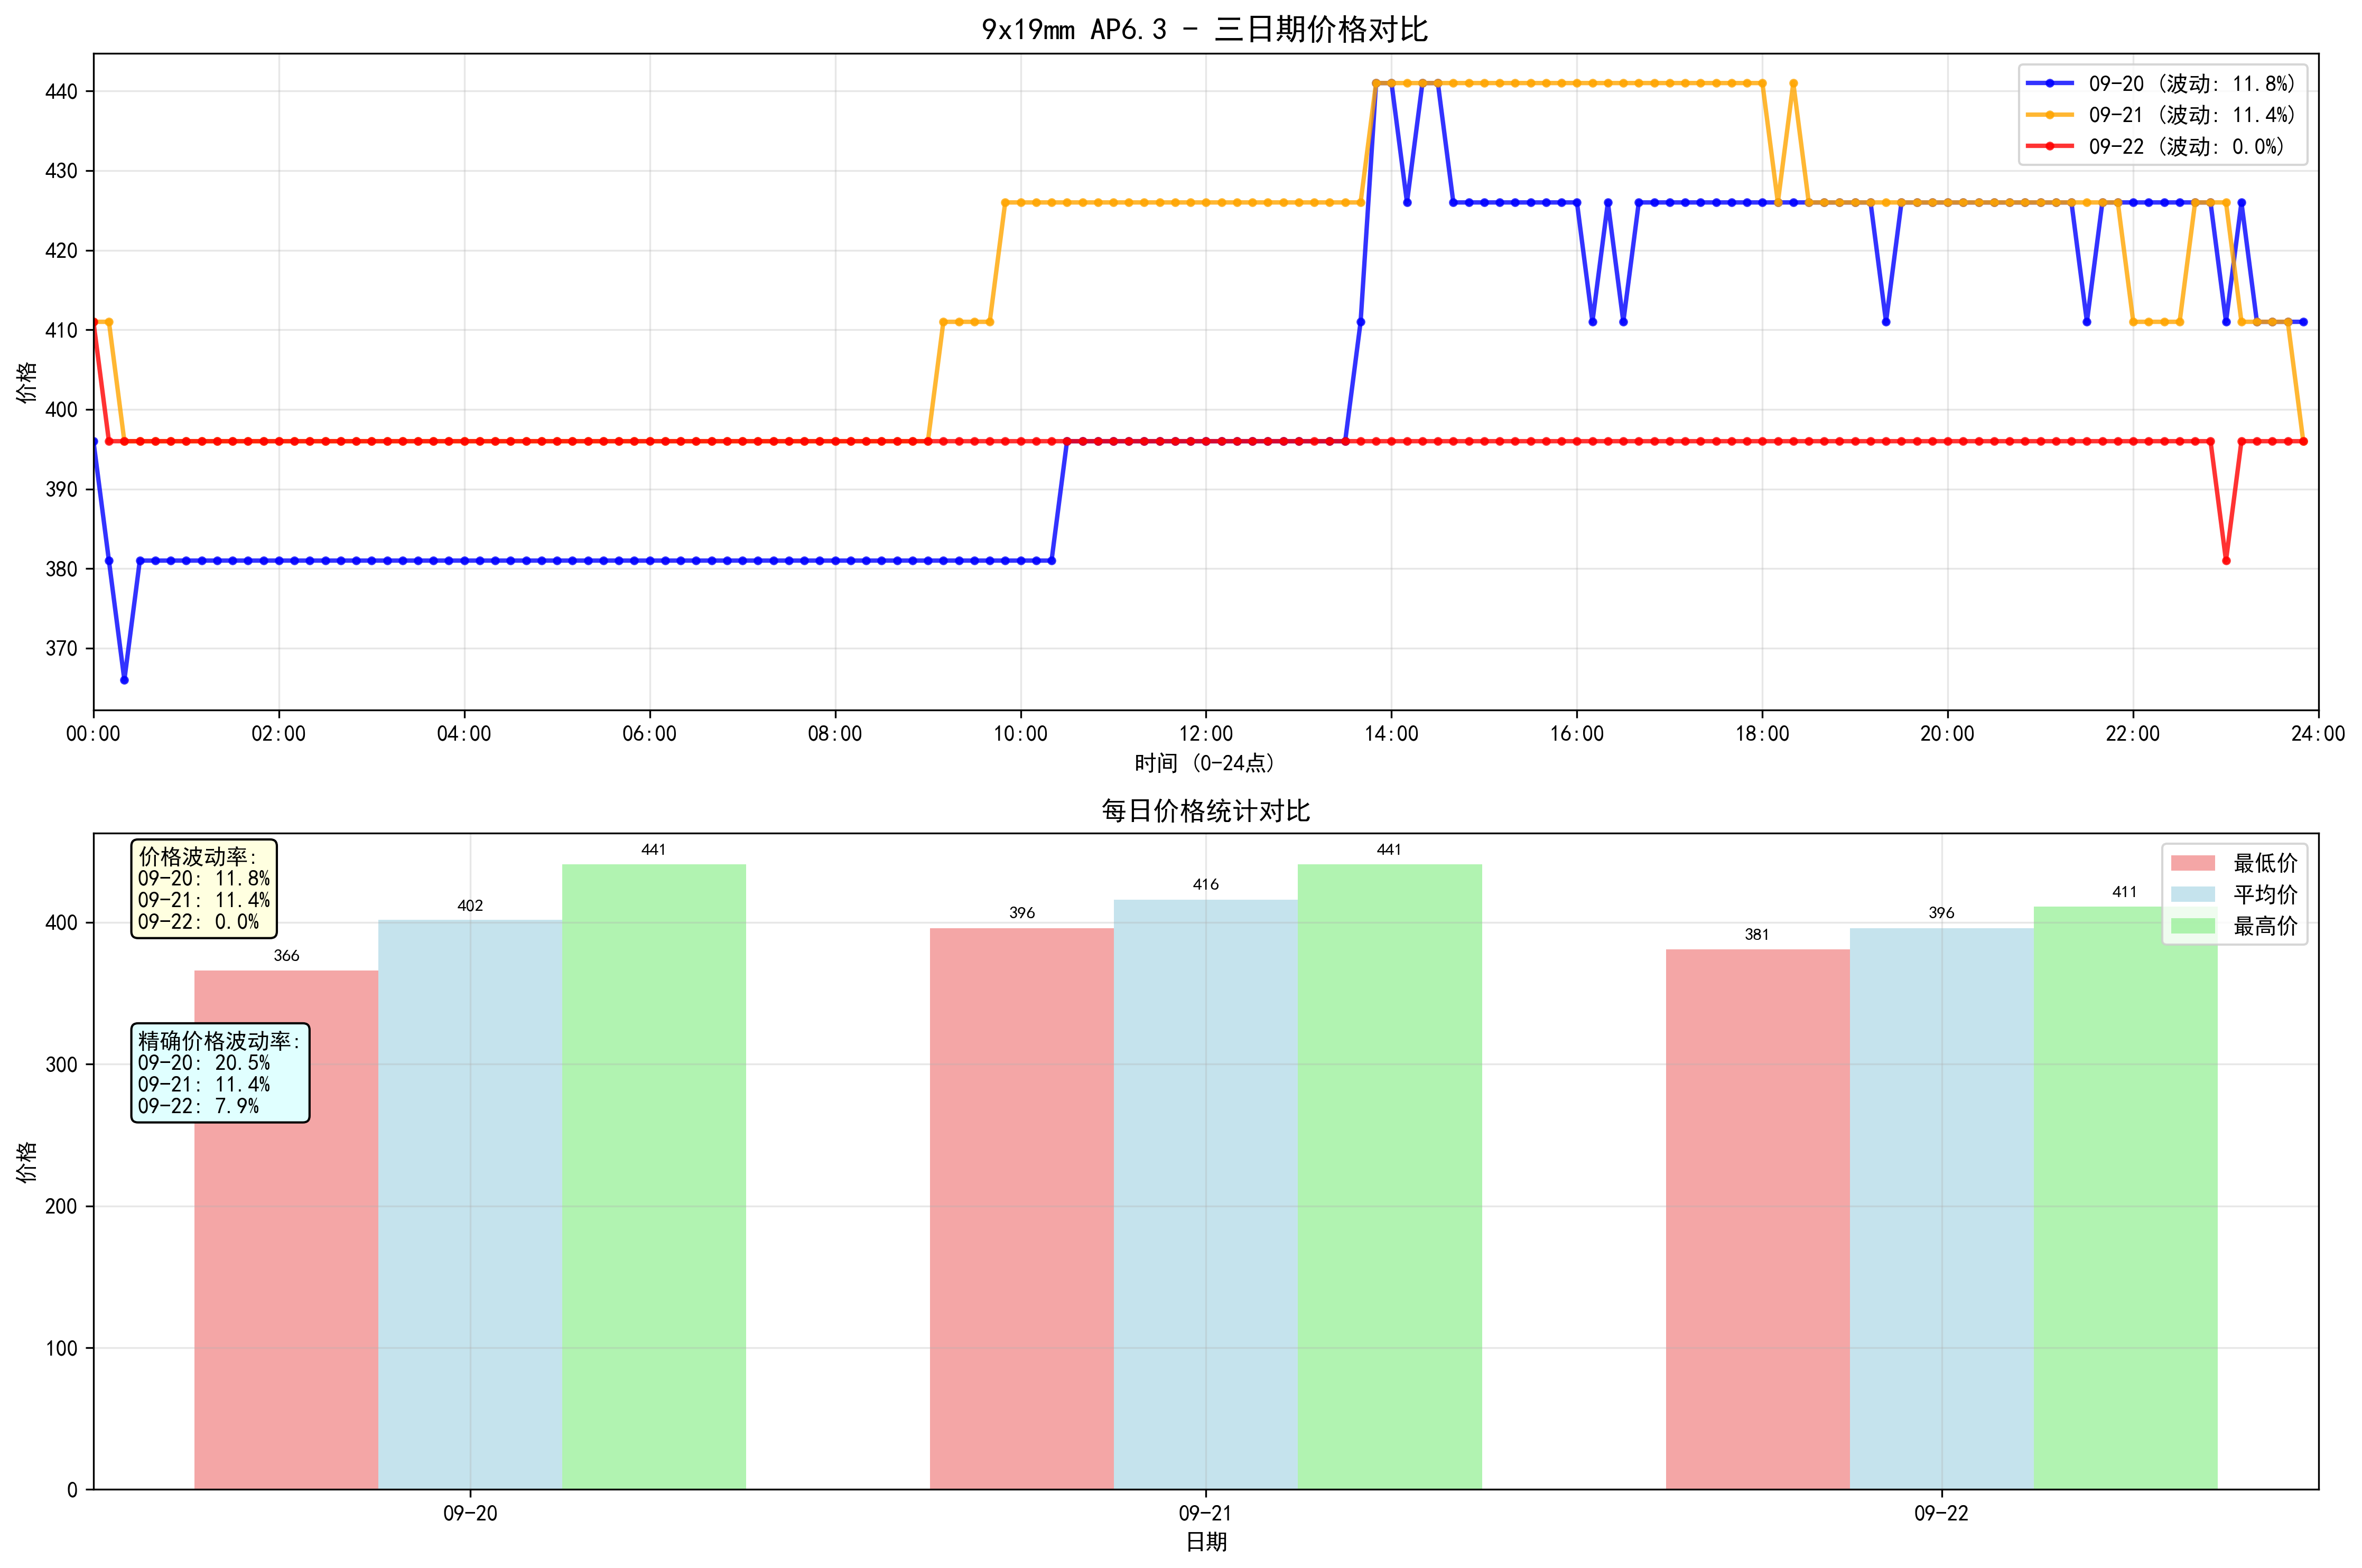 9x19mm AP6.3 - 三日期价格对比
440
430
420
410
400
390
380
370
价格
09-20 (波动: 11.8%)
09-21 (波动: 11.4%)
09-22 (波动: 0.0%)
00:00 02:00 04:00 06:00 08:00 10:00 12:00 14:00 16:00 18:00 20:00 22:00 24:00
时间 (0-24点)
每日价格统计对比
400
300
200
100
0
价格
价格波动率:
09-20: 11.8%
09-21: 11.4%
09-22: 0.0%
精确价格波动率:
09-20: 20.5%
09-21: 11.4%
09-22: 7.9%
366 402 441 396 416 441 381 396 411
最低价
平均价
最高价
09-20 09-21 09-22
日期